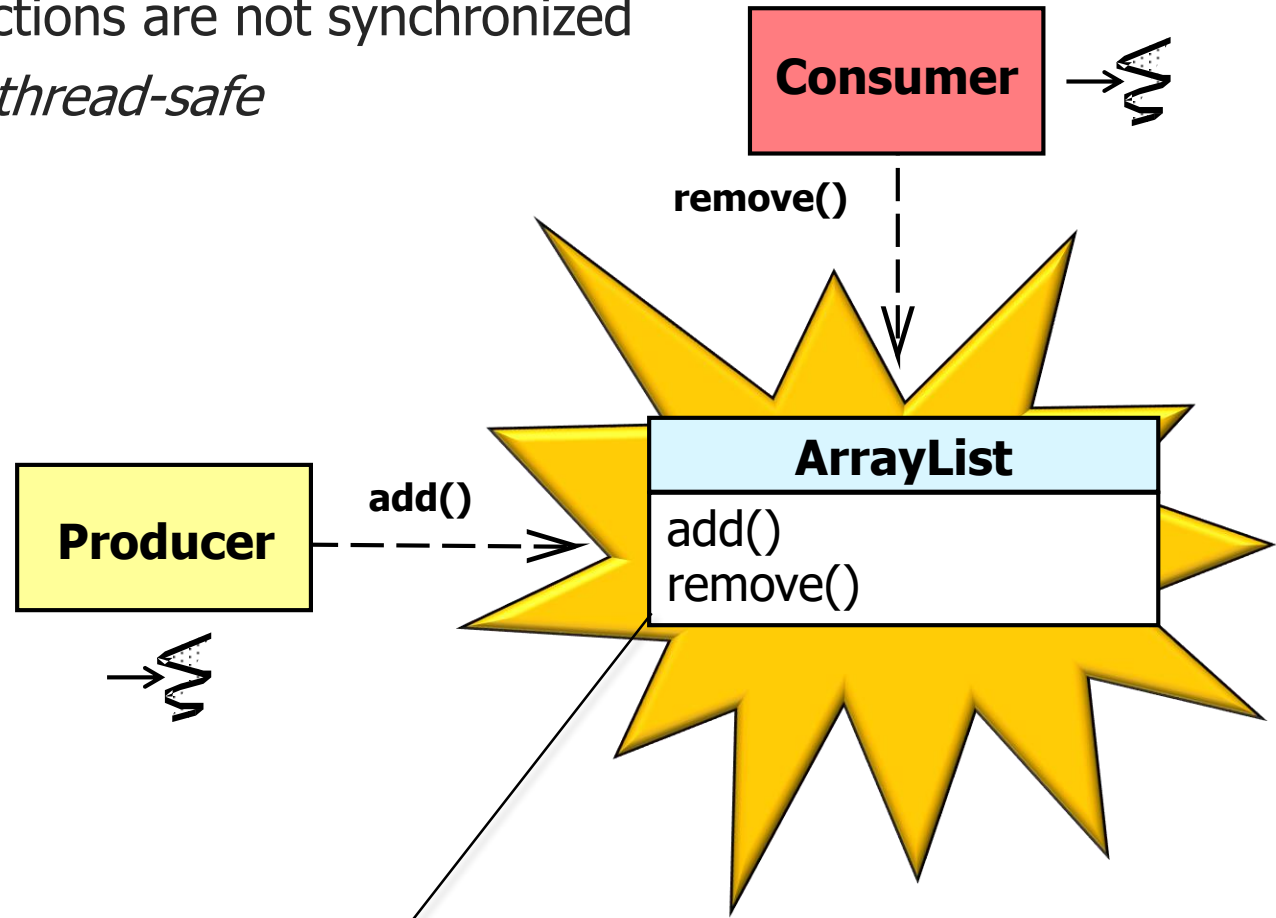 ctions are not synchronized
thread-safe
Consumer
remove()
ArrayList
add()
Producer
add()
remove()